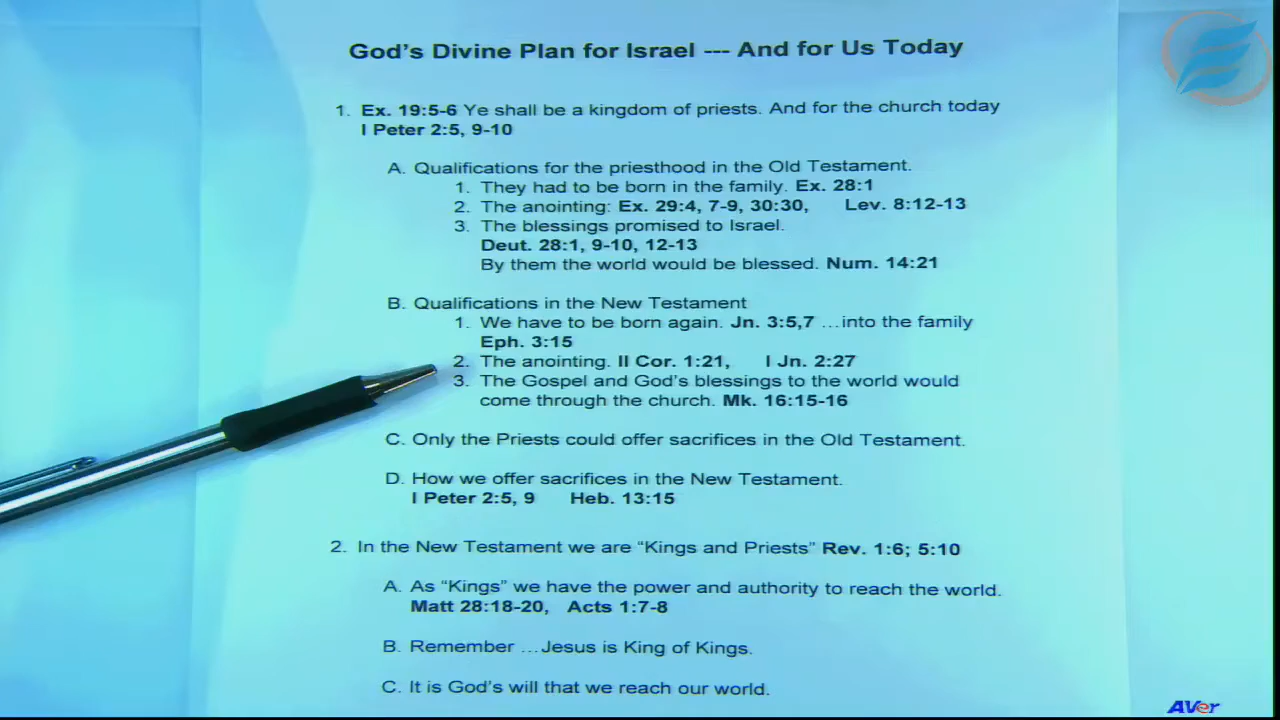 God's Divine Plan for Israel --- And for Us Today
1. Ex. 19:5-6 Ye shall be a kingdom of priests. And for the church today
I Peter 2:5, 9-10
A. Qualifications for the priesthood in the Old Testament.
1. They had to be born in the family. Ex. 28:1
2. The anointing: Ex. 29:4, 7-9, 30:30, Lev. 8:12-13
3. The blessings promised to Israel.
Deut. 28:1, 9-10, 12-13
By them the world would be blessed. Num. 14:21
B. Qualifications in the New Testament
1. We have to be born again. Jn. 3:5,7 ...into the family
Eph. 3:15
2. The anointing. II Cor. 1:21, I Jn. 2:27
3. The Gospel and God's blessings to the world would
come through the church. Mk. 16:15-16
C. Only the Priests could offer sacrifices in the Old Testament.
D. How we offer sacrifices in the New Testament.
I Peter 2:5, 9 Heb. 13:15
2. In the New Testament we are "Kings and Priests" Rev. 1:6; 5:10
A. As "Kings" we have the power and authority to reach the world.
Matt 28:18-20, Acts 1:7-8
B. Remember ...Jesus is King of Kings.
C. It is God's will that we reach our world.
AVer